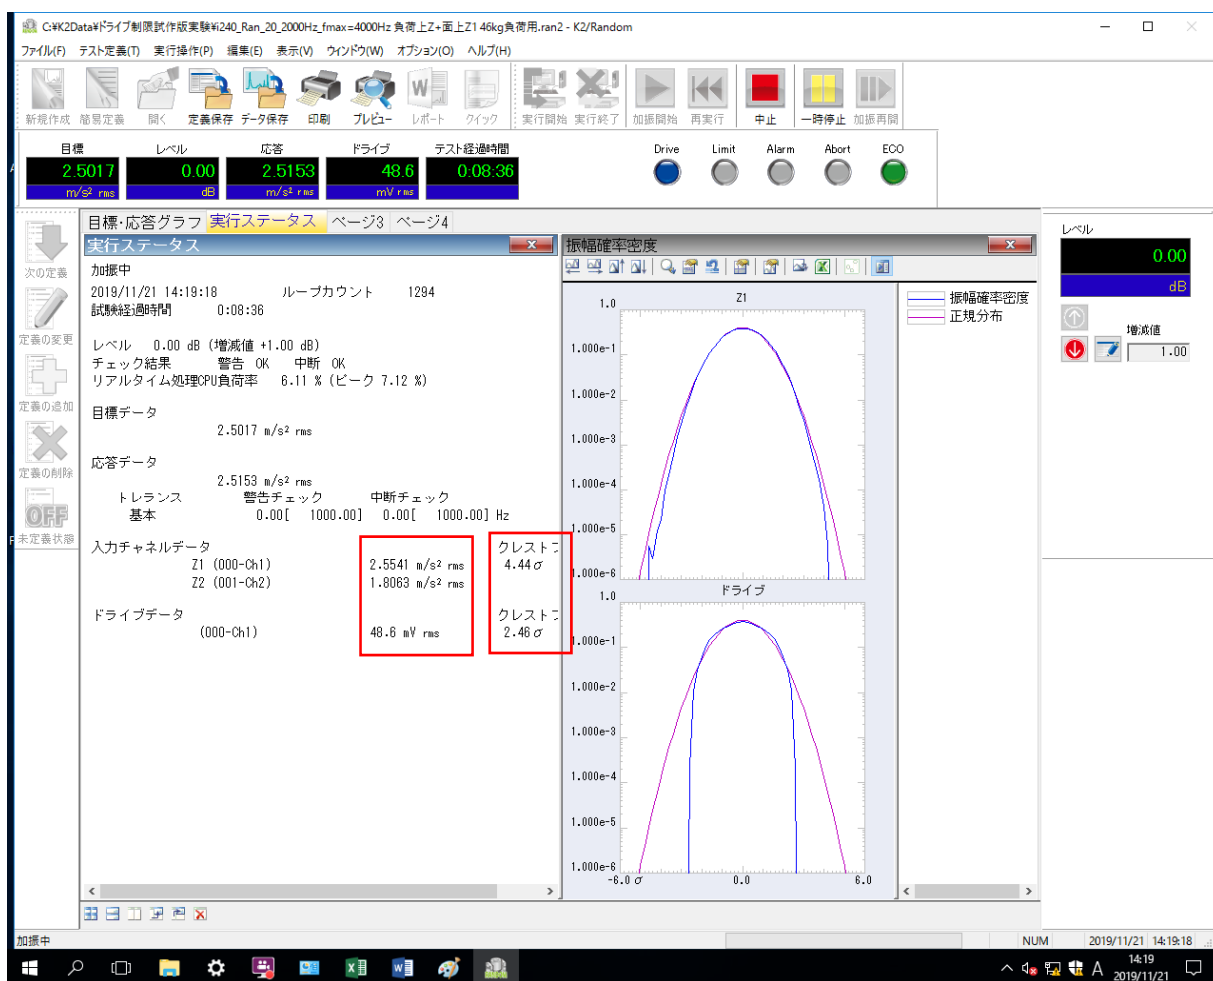 C:¥K2Data¥ドライブ制限試作版実験¥i240_Ran_20_2000Hz_fmax=4000Hz 負荷上Z+面上Z1 46kg負荷用.ran2 - K2/Random
ファイル(F) テスト定義(T) 実行操作(P) 編集(E) 表示(V) ウインドウ(W) オプション(O) ヘルプ(H)
新規作成 簡易定義 開く 定義保存 データ保存 印刷 プレビュー レポート クイック 実行開始 実行終了 加振開始 再実行 中止 一時停止 加振再開
目標 レベル 応答 ドライブ テスト経過時間 Drive Limit Alarm Abort ECO
2.5017 0.00 2.5153 48.6 0:08:36
m/s² rms dB m/s² rms mV rms
目標・応答グラフ 実行ステータス ページ3 ページ4
次の定義
定義の変更
定義の追加
定義の削除
OFF
未定義状態
実行ステータス
加振中
2019/11/21 14:19:18 ループカウント 1294
試験経過時間 0:08:36
レベル 0.00 dB (増減値 +1.00 dB)
チェック結果 警告 OK 中断 OK
リアルタイム処理CPU負荷率 6.11 % (ピーク 7.12 %)
目標データ
2.5017 m/s² rms
応答データ
2.5153 m/s² rms
トレランス 警告チェック 中断チェック
基本 0.00[ 1000.00] 0.00[ 1000.00] Hz
入力チャネルデータ クレストフ
Z1 (000-Ch1) 2.5541 m/s² rms 4.44σ
Z2 (001-Ch2) 1.8063 m/s² rms
ドライブデータ クレストフ
(000-Ch1) 48.6 mV rms 2.46σ
振幅確率密度
Z1
1.0
1.000e-1
1.000e-2
1.000e-3
1.000e-4
1.000e-5
1.000e-6
振幅確率密度
正規分布
ドライブ
1.0
1.000e-1
1.000e-2
1.000e-3
1.000e-4
1.000e-5
1.000e-6
-6.0 σ 0.0 6.0
レベル
0.00
dB
増減値
1.00
加振中 NUM 2019/11/21 14:19:18
A 14:19
2019/11/21